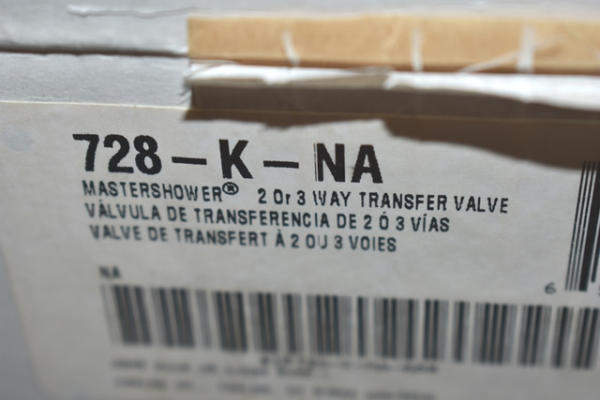 728-K-NA
MASTERSHOWER® 2 Or 3 WAY TRANSFER VALVE
VÁLVULA DE TRANSFERENCIA DE 2 Ó 3 VÍAS
VALVE DE TRANSFERT À 2 OU 3 VOIES
NA
6